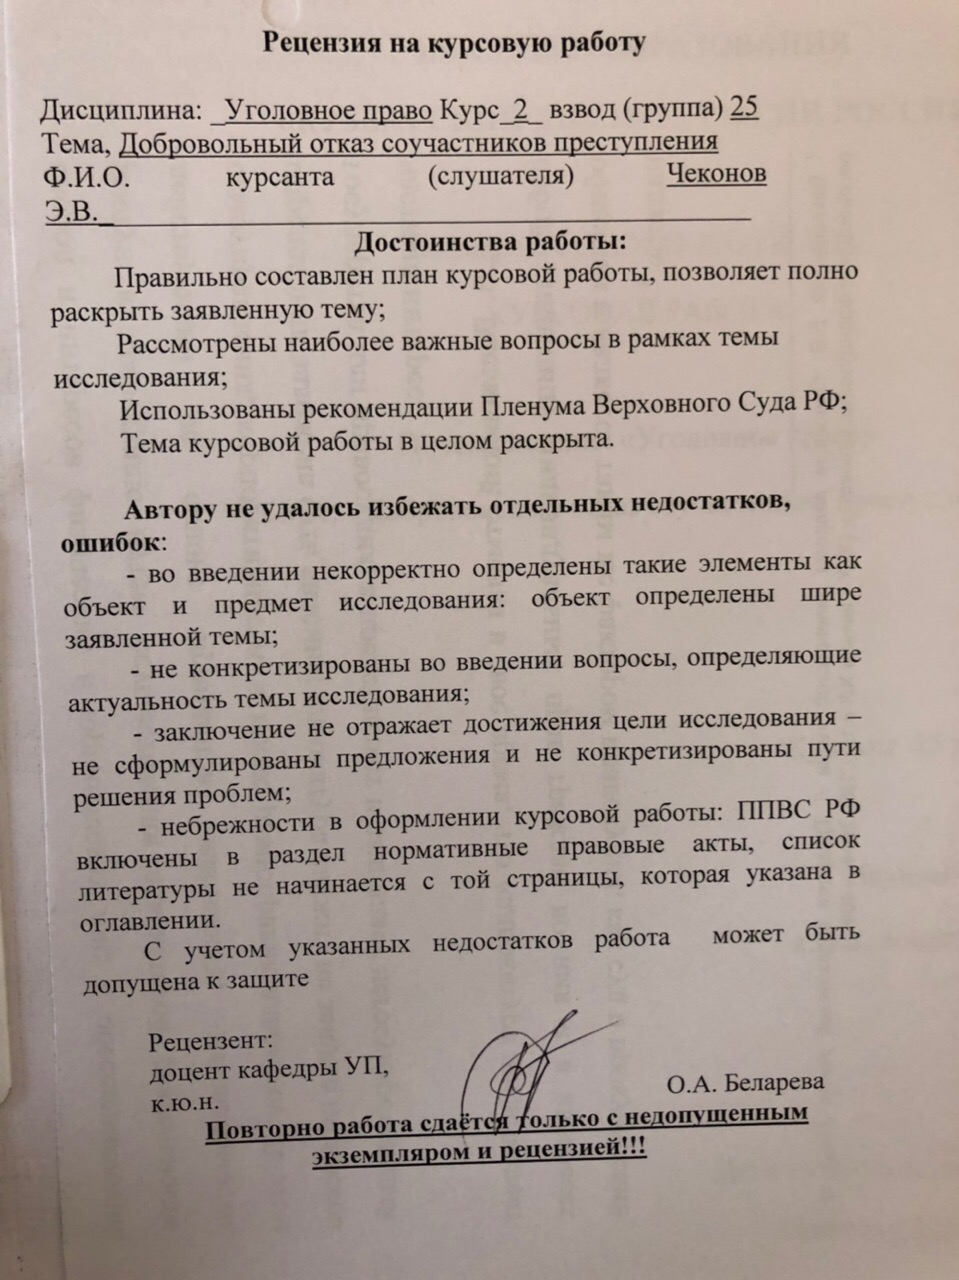 Рецензия на курсовую работу
Дисциплина: _Уголовное право Курс_2_ взвод (группа) 25
Тема, Добровольный отказ соучастников преступления
Ф.И.О. курсанта (слушателя) Чеконов
Э.В._
Достоинства работы:
Правильно составлен план курсовой работы, позволяет полно
раскрыть заявленную тему;
Рассмотрены наиболее важные вопросы в рамках темы
исследования;
Использованы рекомендации Пленума Верховного Суда РФ;
Тема курсовой работы в целом раскрыта.
Автору не удалось избежать отдельных недостатков,
ошибок:
- во введении некорректно определены такие элементы как
объект и предмет исследования: объект определены шире
заявленной темы;
- не конкретизированы во введении вопросы, определяющие
актуальность темы исследования;
- заключение не отражает достижения цели исследования –
не сформулированы предложения и не конкретизированы пути
решения проблем;
- небрежности в оформлении курсовой работы: ППВС РФ
включены в раздел нормативные правовые акты, список
литературы не начинается с той страницы, которая указана в
оглавлении.
С учетом указанных недостатков работа может быть
допущена к защите
Рецензент:
доцент кафедры УП,
к.ю.н. О.А. Беларева
Повторно работа сдаётся только с недопущенным
экземпляром и рецензией!!!